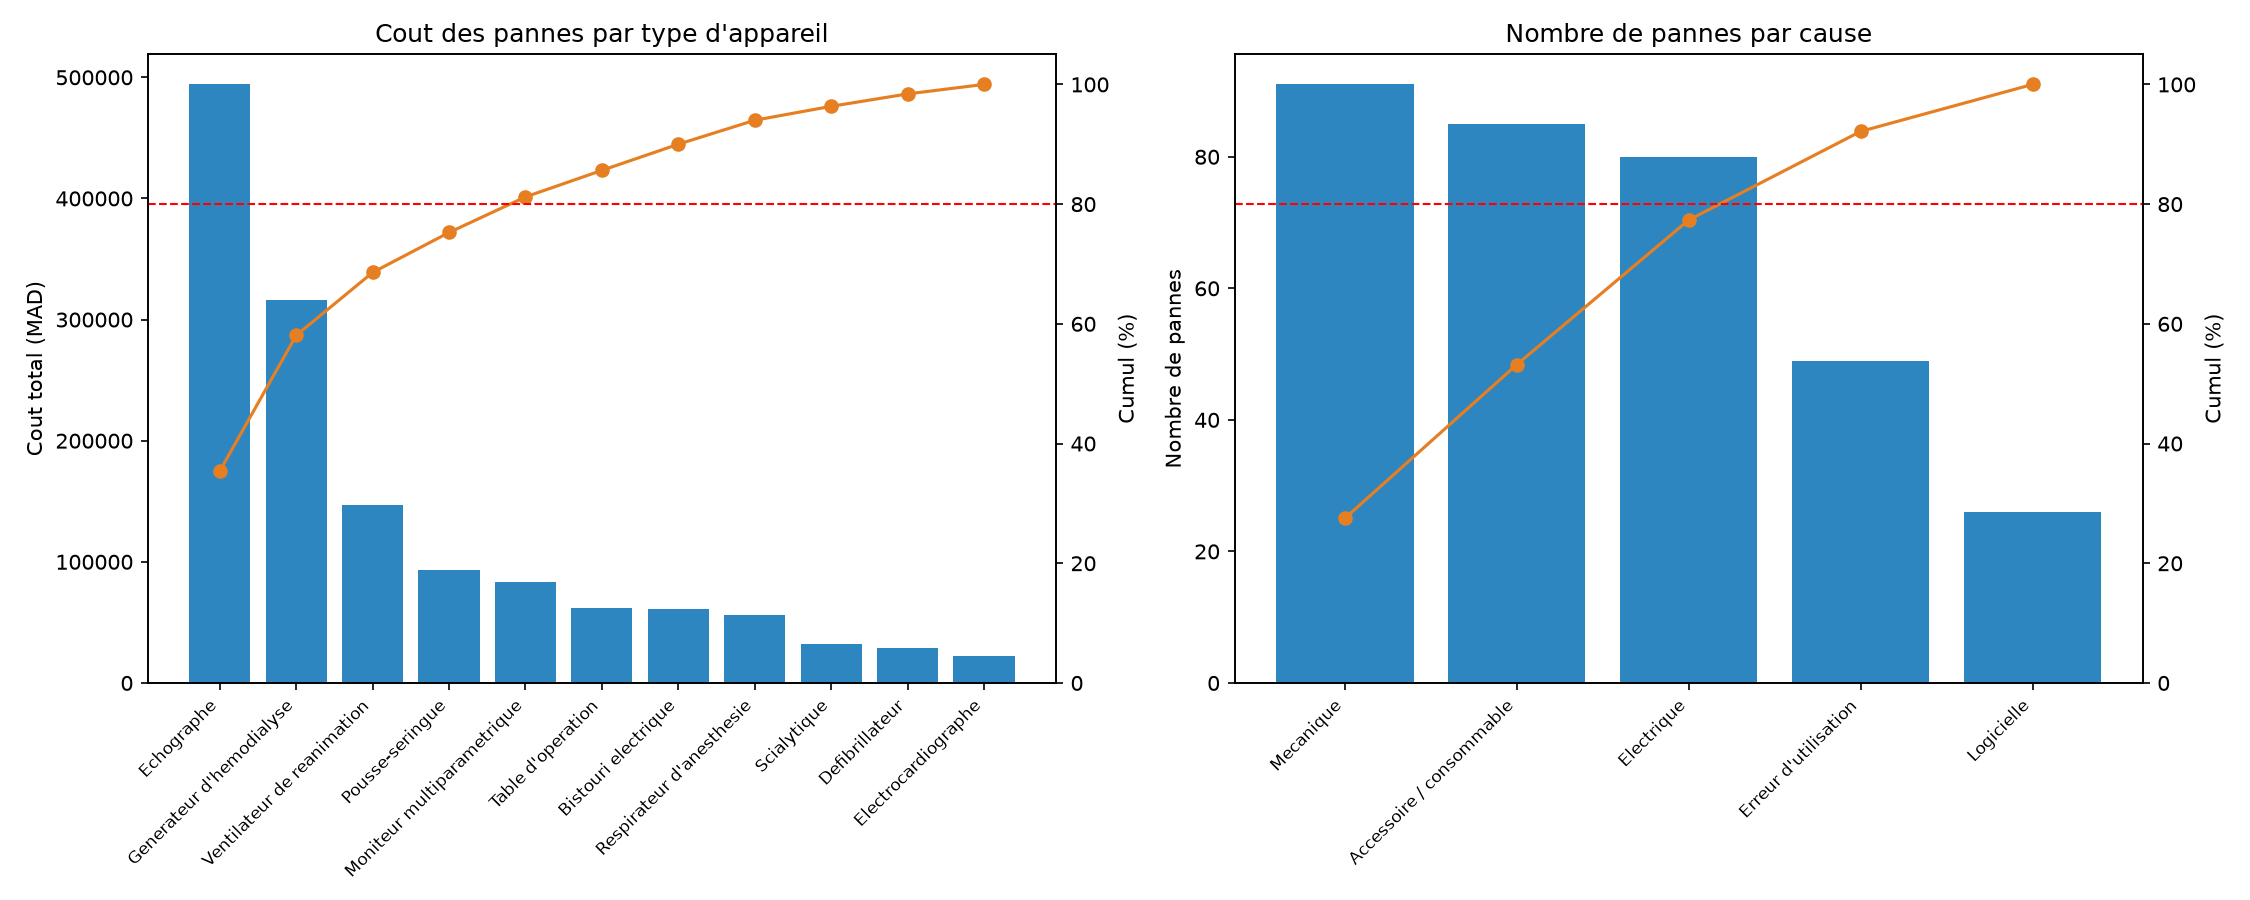 Cout des pannes par type d'appareil
Cout total (MAD)
500000
400000
300000
200000
100000
0
100
80
60
40
20
0
Cumul (%)
Echographe
Generateur d'hemodialyse
Ventilateur de reanimation
Pousse-seringue
Moniteur multiparametrique
Table d'operation
Bistouri electrique
Respirateur d'anesthesie
Scialytique
Defibrillateur
Electrocardiographe
Nombre de pannes par cause
Nombre de pannes
80
60
40
20
0
100
80
60
40
20
0
Cumul (%)
Mecanique
Accessoire / consommable
Electrique
Erreur d'utilisation
Logicielle